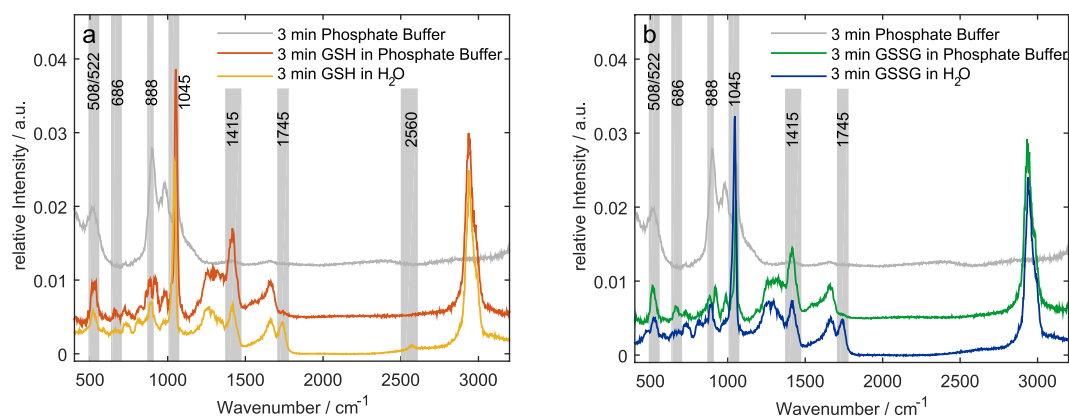 a
3 min Phosphate Buffer
3 min GSH in Phosphate Buffer
3 min GSH in H2O
508/522
686
888
1045
1415
1745
2560
0.04
0.03
0.02
0.01
0
relative Intensity / a.u.
500 1000 1500 2000 2500 3000
Wavenumber / cm-1
b
3 min Phosphate Buffer
3 min GSSG in Phosphate Buffer
3 min GSSG in H2O
508/522
686
888
1045
1415
1745
0.04
0.03
0.02
0.01
0
relative Intensity / a.u.
500 1000 1500 2000 2500 3000
Wavenumber / cm-1